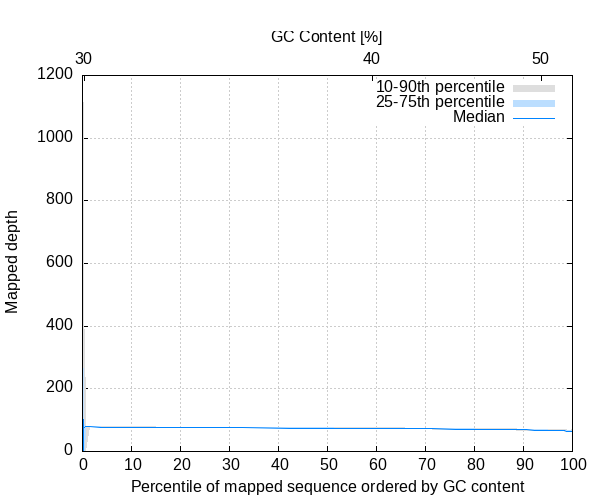 GC Content [%]
30 40 50
1200
10-90th percentile
25-75th percentile
Median
1000
800
600
400
200
0
Mapped depth
0 10 20 30 40 50 60 70 80 90 100
Percentile of mapped sequence ordered by GC content